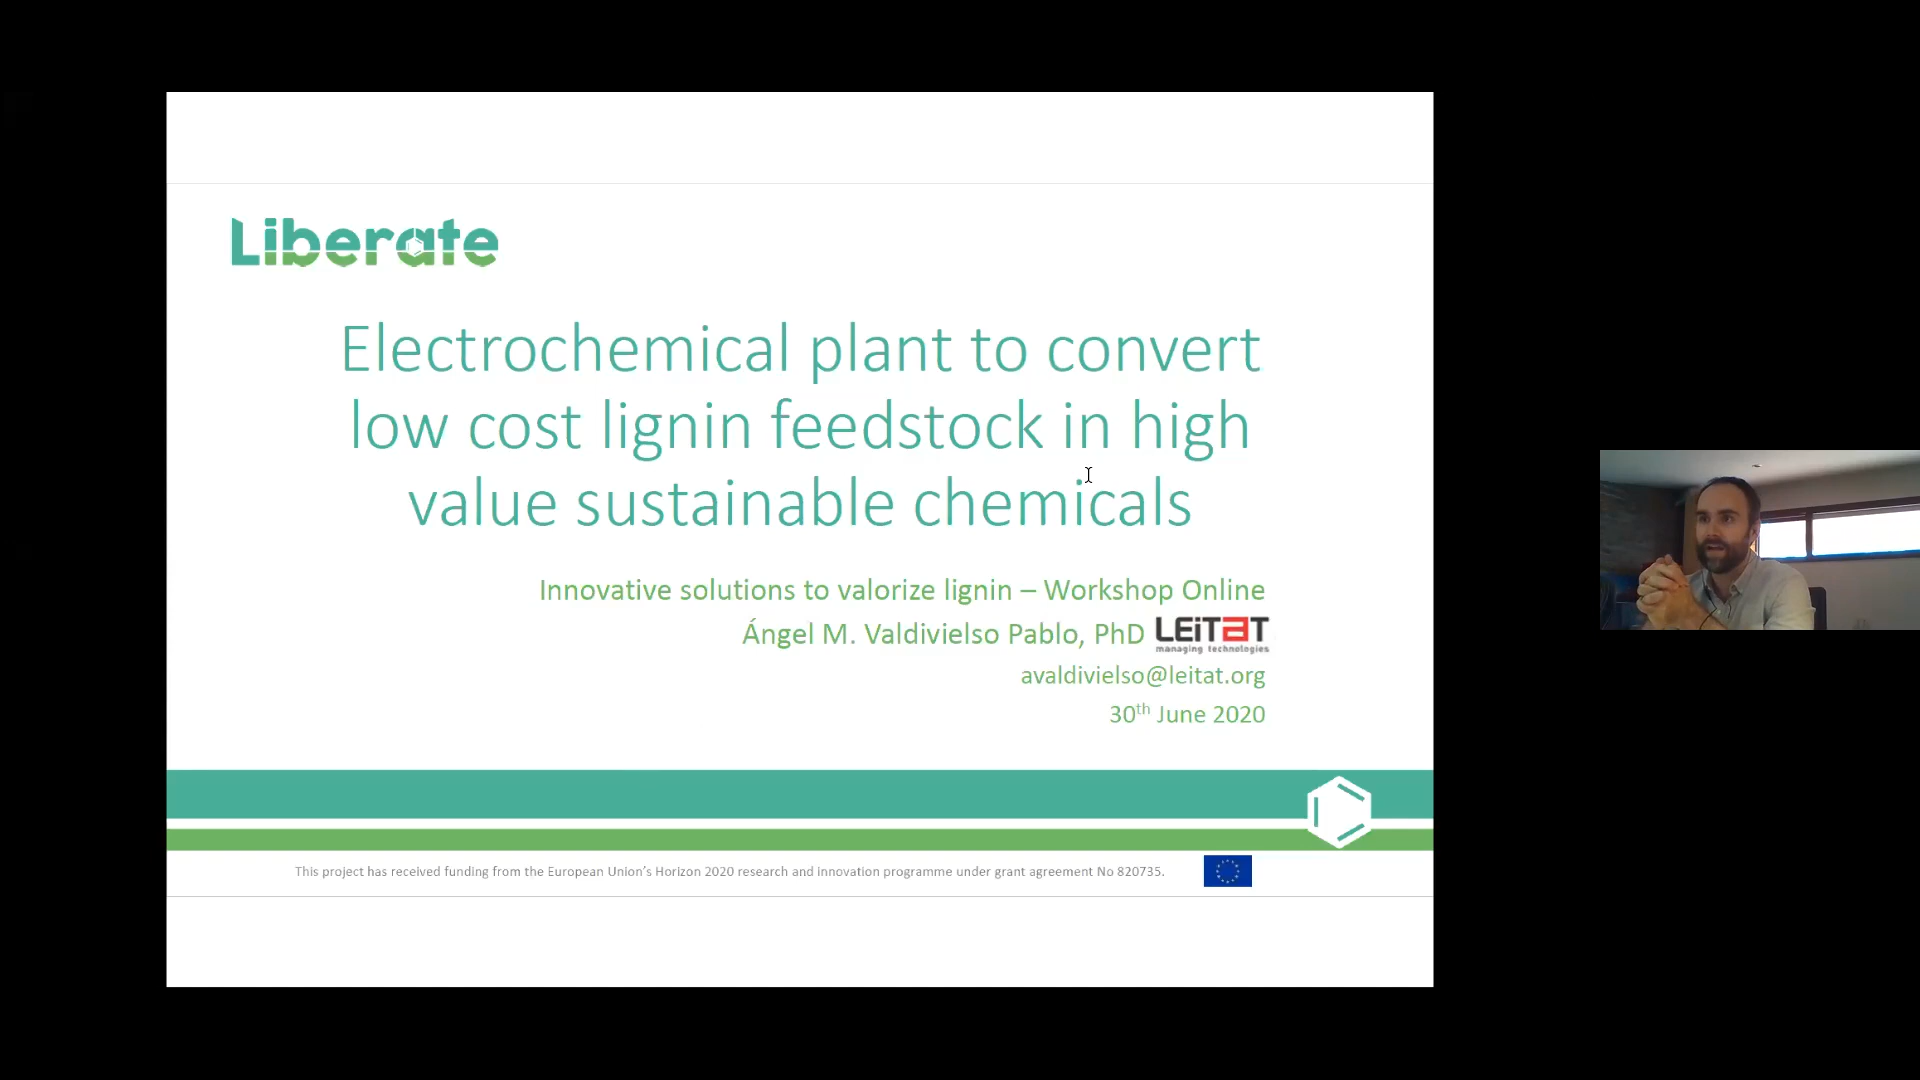 Liberate
Electrochemical plant to convert
low cost lignin feedstock in high
value sustainable chemicals
Innovative solutions to valorize lignin – Workshop Online
Ángel M. Valdivielso Pablo, PhD LEITAT
managing technologies
avaldivielso@leitat.org
30th June 2020
This project has received funding from the European Union's Horizon 2020 research and innovation programme under grant agreement No 820735.